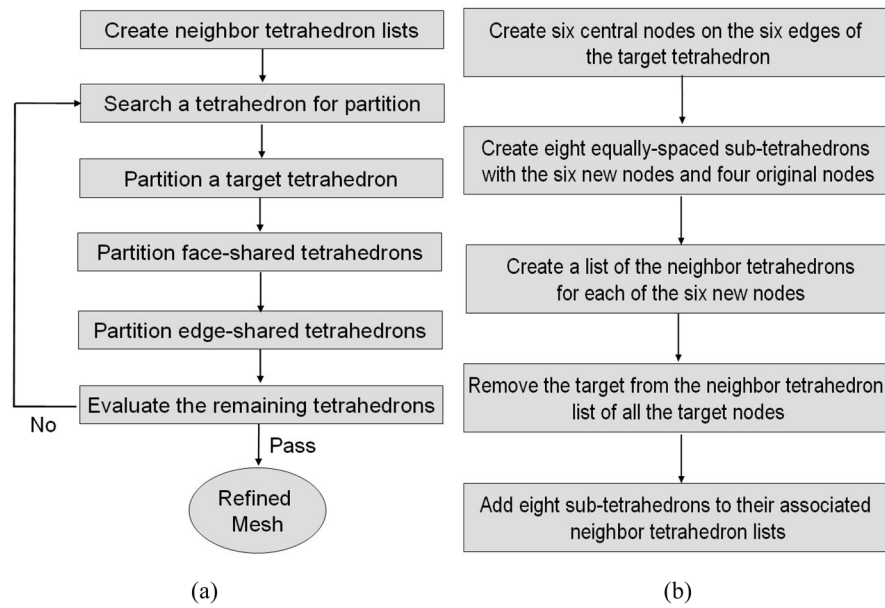 Create neighbor tetrahedron lists
Search a tetrahedron for partition
Partition a target tetrahedron
Partition face-shared tetrahedrons
Partition edge-shared tetrahedrons
Evaluate the remaining tetrahedrons
No
Pass
Refined
Mesh
(a)
Create six central nodes on the six edges of
the target tetrahedron
Create eight equally-spaced sub-tetrahedrons
with the six new nodes and four original nodes
Create a list of the neighbor tetrahedrons
for each of the six new nodes
Remove the target from the neighbor tetrahedron
list of all the target nodes
Add eight sub-tetrahedrons to their associated
neighbor tetrahedron lists
(b)